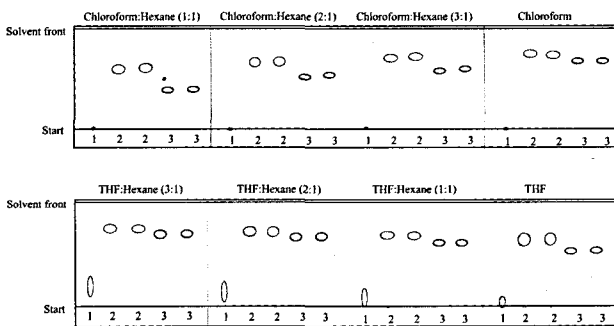 Chloroform:Hexane (1:1) Chloroform:Hexane (2:1) Chloroform:Hexane (3:1) Chloroform
Solvent front
Start
1 2 2 3 3 1 2 2 3 3 1 2 2 3 3 1 2 2 3 3
THF:Hexane (3:1) THF:Hexane (2:1) THF:Hexane (1:1) THF
Solvent front
Start
1 2 2 3 3 1 2 2 3 3 1 2 2 3 3 1 2 2 3 3